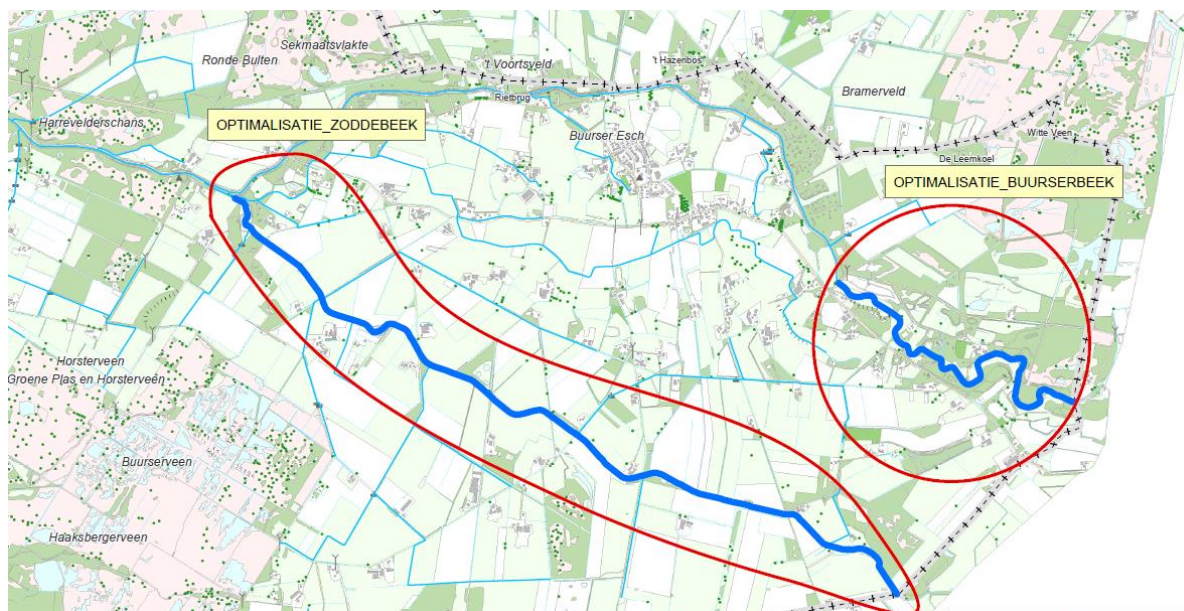 Sekmaatsvlakte
Ronde Bulten
't Voortsveld
't Hazenbos
Rietbrug
Bramerveld
Harrevelderschans
OPTIMALISATIE_ZODDEBEEK
Buurser Esch
Witte Veen
De Leemkoel
OPTIMALISATIE_BUURSERBEEK
Horsterveen
Groene Plas en Horsterveen
Buurserveen
Haaksbergerveen